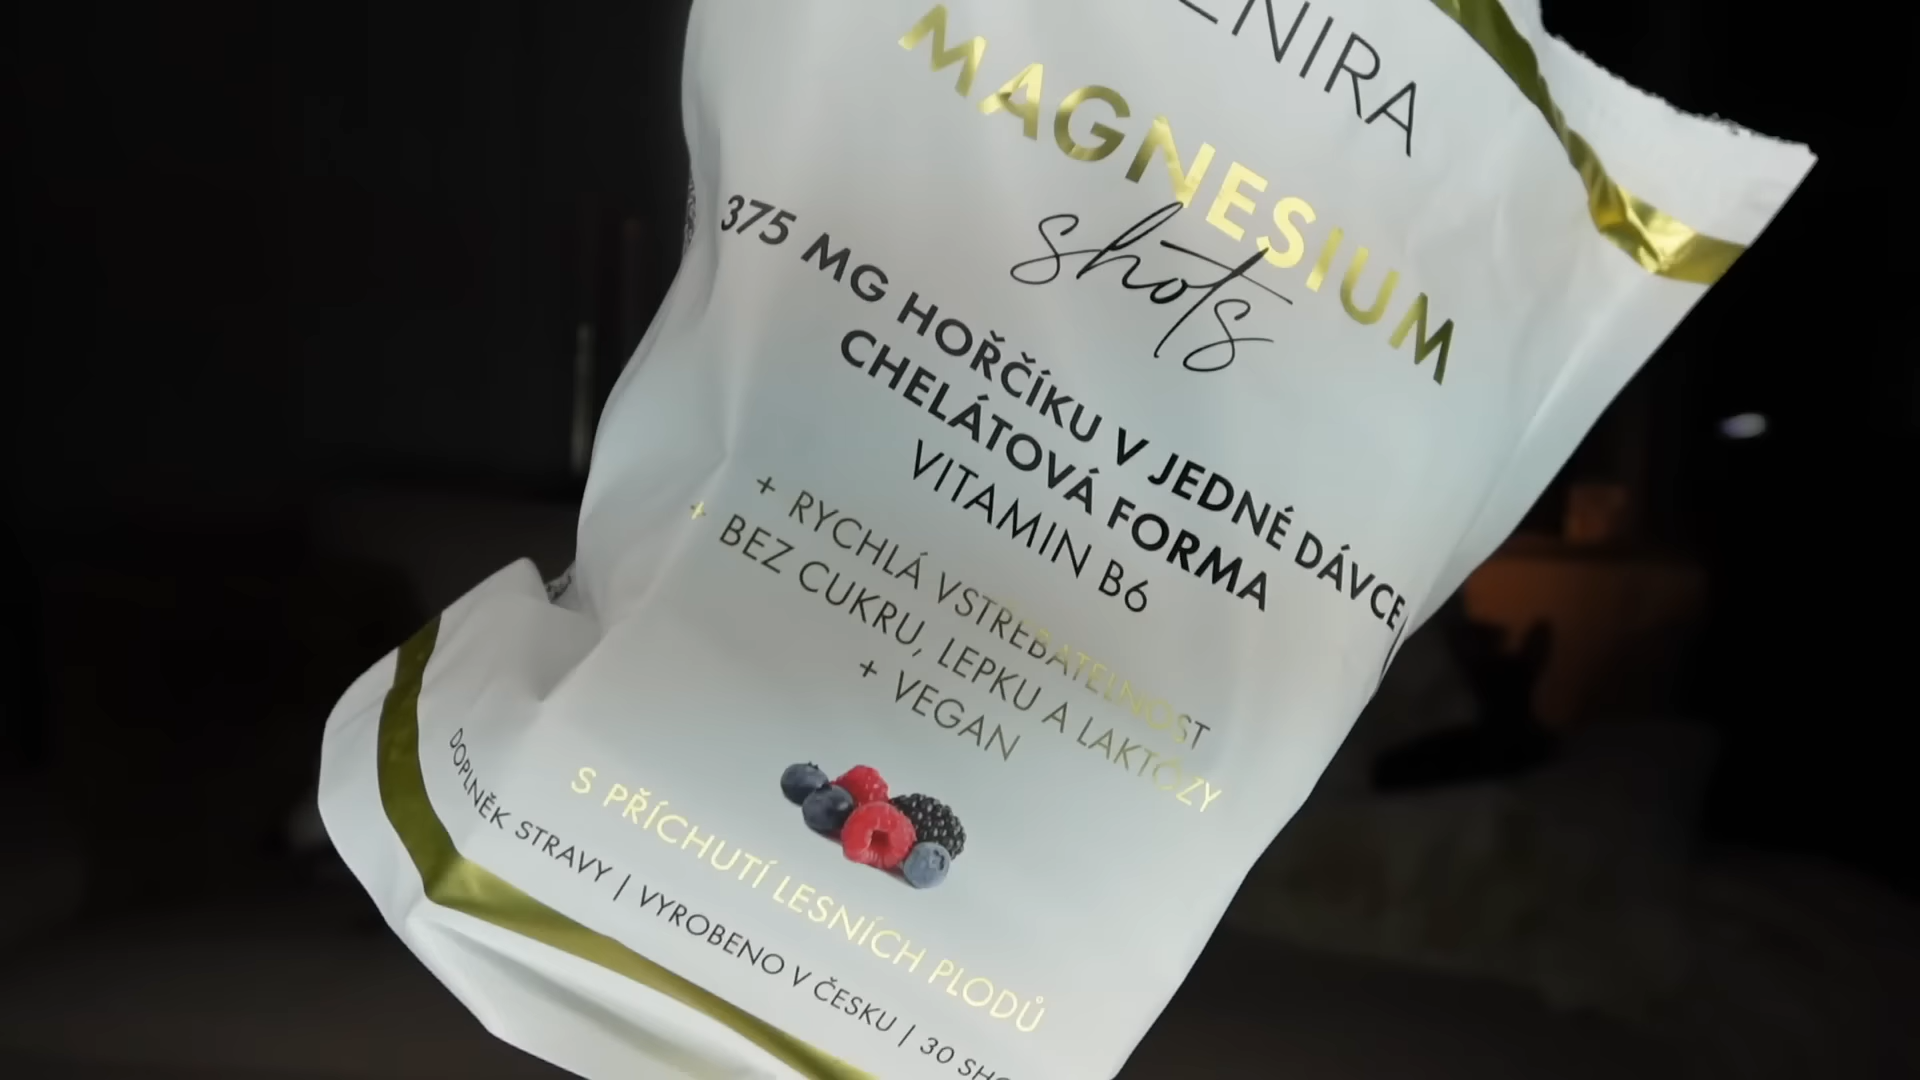 ENIRA
MAGNESIUM
shots
375 MG HOŘČÍKU V JEDNÉ DÁVCE
CHELÁTOVÁ FORMA
VITAMIN B6
+ RYCHLÁ VSTŘEBATELNOST
+ BEZ CUKRU, LEPKU A LAKTÓZY
+ VEGAN
S PŘÍCHUTÍ LESNÍCH PLODŮ
DOPLNĚK STRAVY | VYROBENO V ČESKU | 30 SHO